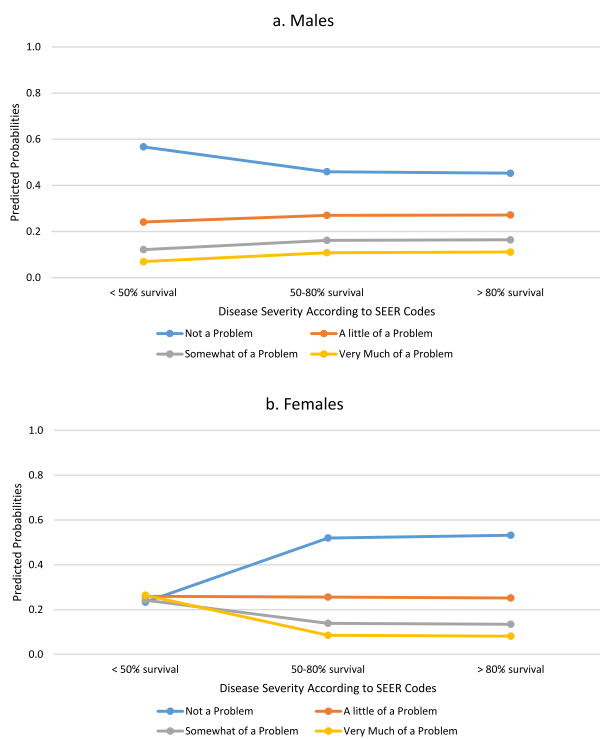 a. Males
1.0
0.8
0.6
0.4
0.2
0.0
Predicted Probabilities
< 50% survival 50-80% survival > 80% survival
Disease Severity According to SEER Codes
Not a Problem A little of a Problem
Somewhat of a Problem Very Much of a Problem
b. Females
1.0
0.8
0.6
0.4
0.2
0.0
Predicted Probabilities
< 50% survival 50-80% survival > 80% survival
Disease Severity According to SEER Codes
Not a Problem A little of a Problem
Somewhat of a Problem Very Much of a Problem